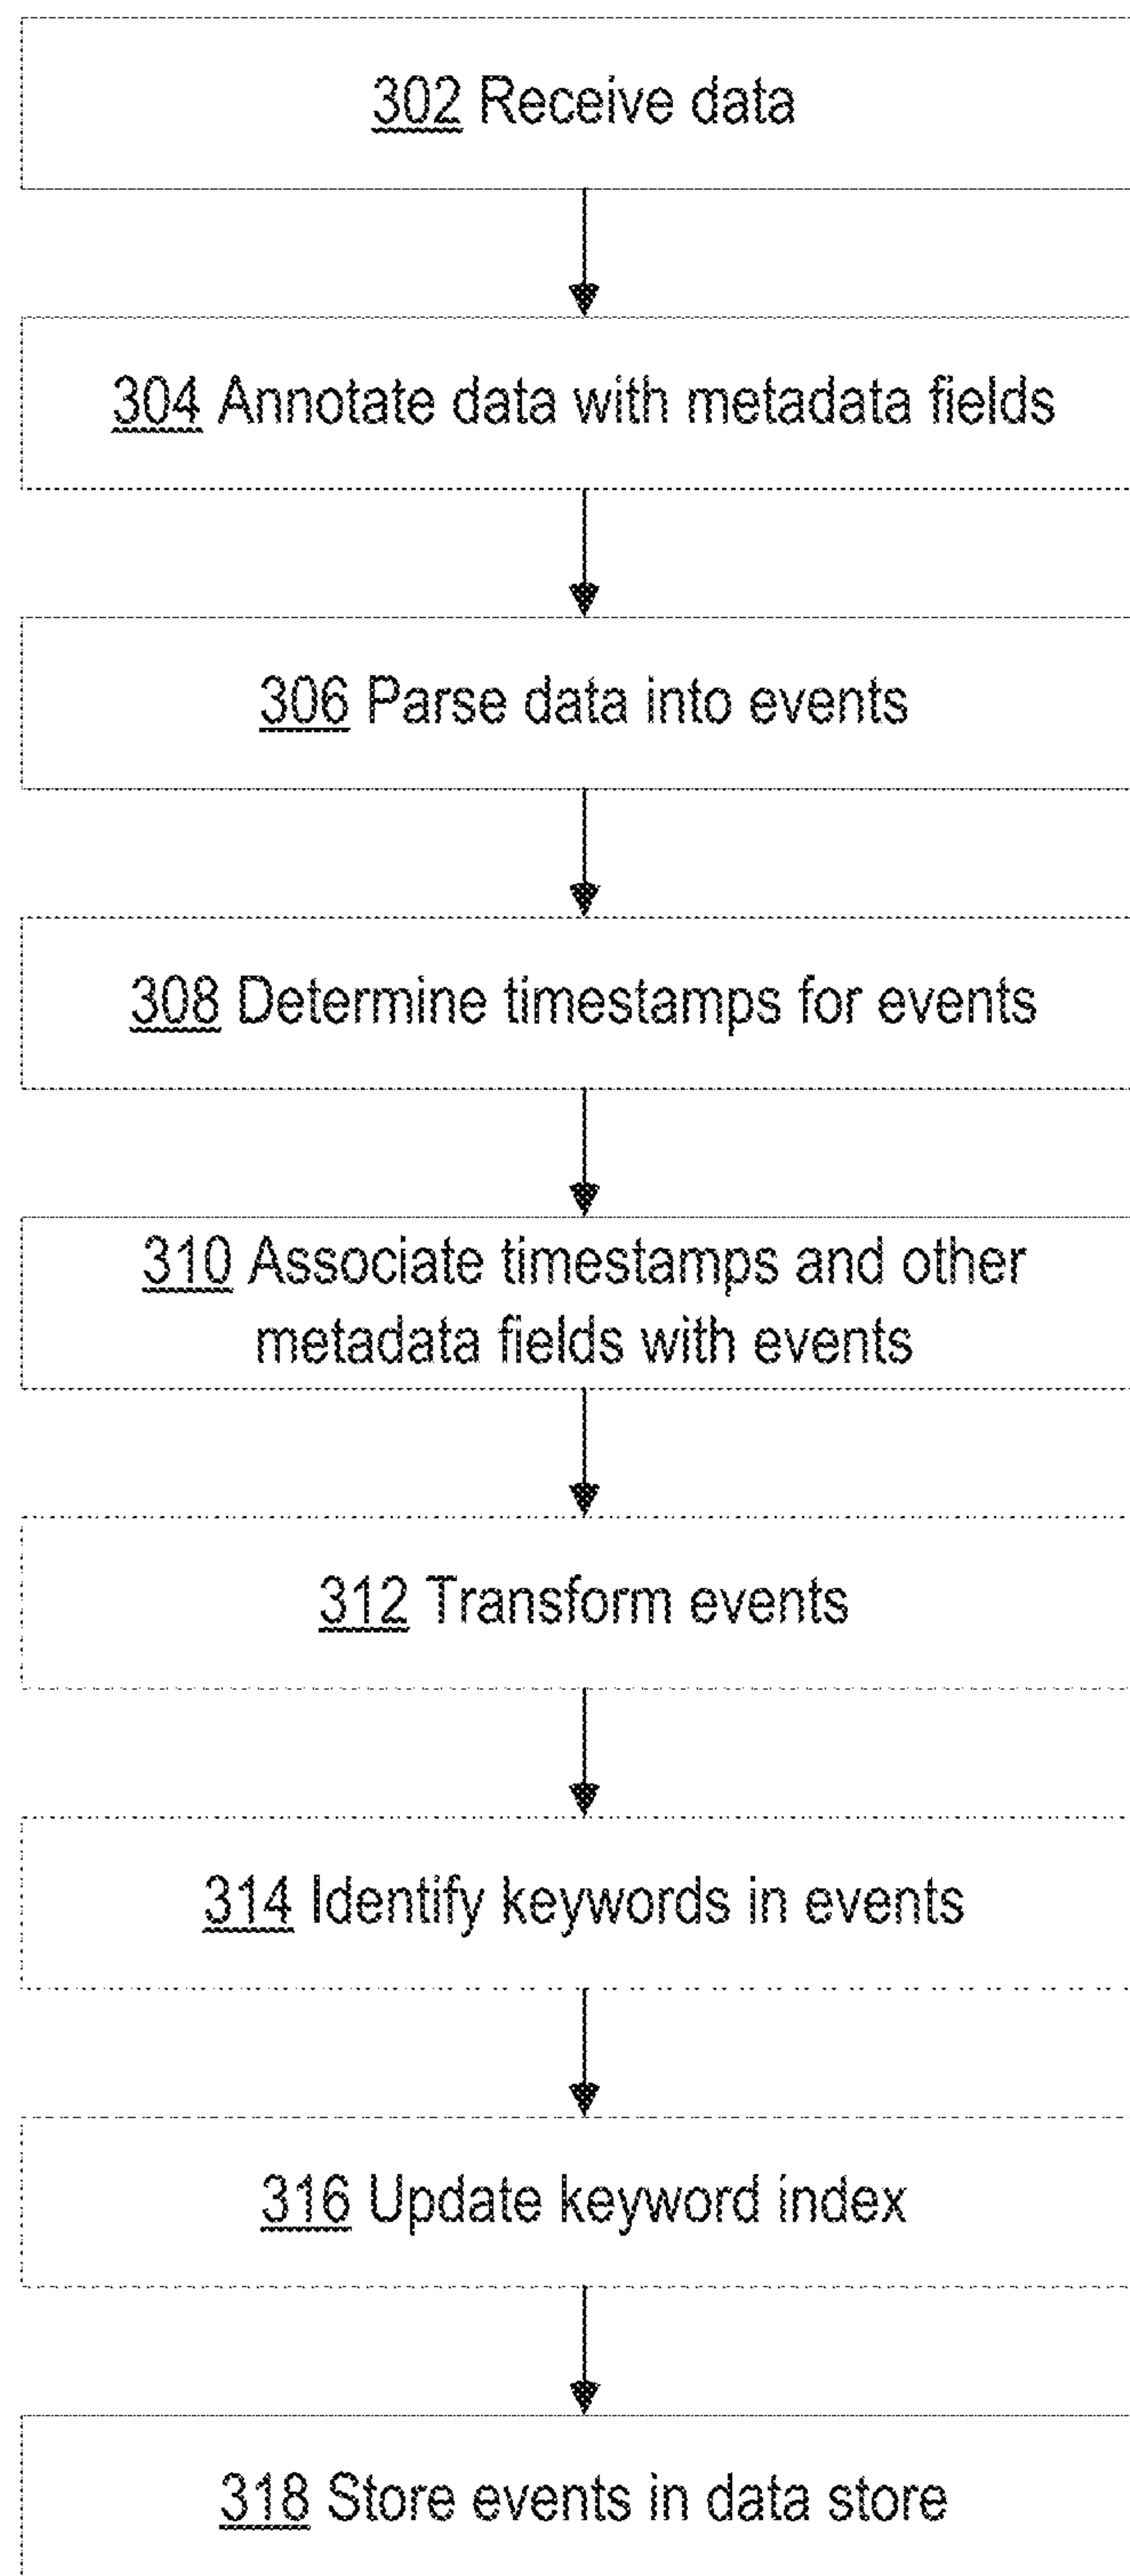 302 Receive data
304 Annotate data with metadata fields
306 Parse data into events
308 Determine timestamps for events
310 Associate timestamps and other
metadata fields with events
312 Transform events
314 Identify keywords in events
316 Update keyword index
318 Store events in data store